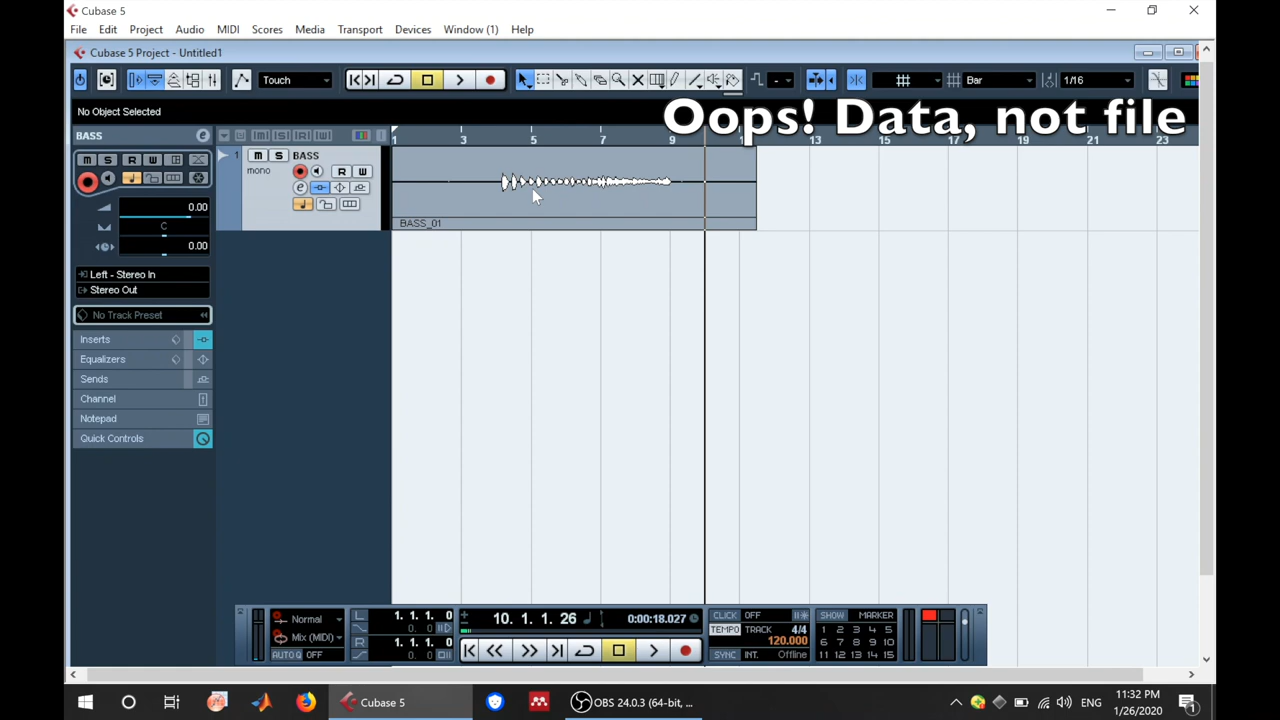 Cubase 5
File Edit Project Audio MIDI Scores Media Transport Devices Window (1) Help
Cubase 5 Project - Untitled1
Touch
-
Bar
1/16
No Object Selected
Oops! Data, not file
BASS
1 3 5 7 9 11 13 15 17 19 21 23
m S R W
1 m S BASS
mono
R W
e
BASS_01
0.00
C
0.00
Left - Stereo In
Stereo Out
No Track Preset
Inserts
Equalizers
Sends
Channel
Notepad
Quick Controls
Normal
Mix (MIDI)
AUTO Q OFF
L 1. 1. 1. 0
0. 0
R 1. 1. 1. 0
0. 0
10. 1. 1. 26
0:00:18.027
CLICK OFF
TEMPO TRACK 4/4
120.000
SYNC INT. Offline
SHOW MARKER
1 2 3 4 5
6 7 8 9 10
11 12 13 14 15
Cubase 5
OBS 24.0.3 (64-bit, ...
ENG
11:32 PM
1/26/2020
1